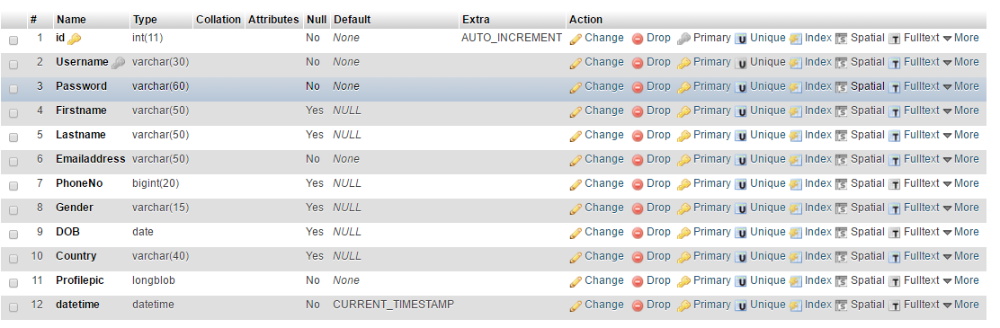 # Name Type Collation Attributes Null Default Extra Action
1 id int(11) No None AUTO_INCREMENT Change Drop Primary Unique Index Spatial Fulltext More
2 Username varchar(30) No None Change Drop Primary Unique Index Spatial Fulltext More
3 Password varchar(60) No None Change Drop Primary Unique Index Spatial Fulltext More
4 Firstname varchar(50) Yes NULL Change Drop Primary Unique Index Spatial Fulltext More
5 Lastname varchar(50) Yes NULL Change Drop Primary Unique Index Spatial Fulltext More
6 Emailaddress varchar(50) No None Change Drop Primary Unique Index Spatial Fulltext More
7 PhoneNo bigint(20) Yes NULL Change Drop Primary Unique Index Spatial Fulltext More
8 Gender varchar(15) Yes NULL Change Drop Primary Unique Index Spatial Fulltext More
9 DOB date Yes NULL Change Drop Primary Unique Index Spatial Fulltext More
10 Country varchar(40) Yes NULL Change Drop Primary Unique Index Spatial Fulltext More
11 Profilepic longblob No None Change Drop Primary Unique Index Spatial Fulltext More
12 datetime datetime No CURRENT_TIMESTAMP Change Drop Primary Unique Index Spatial Fulltext More